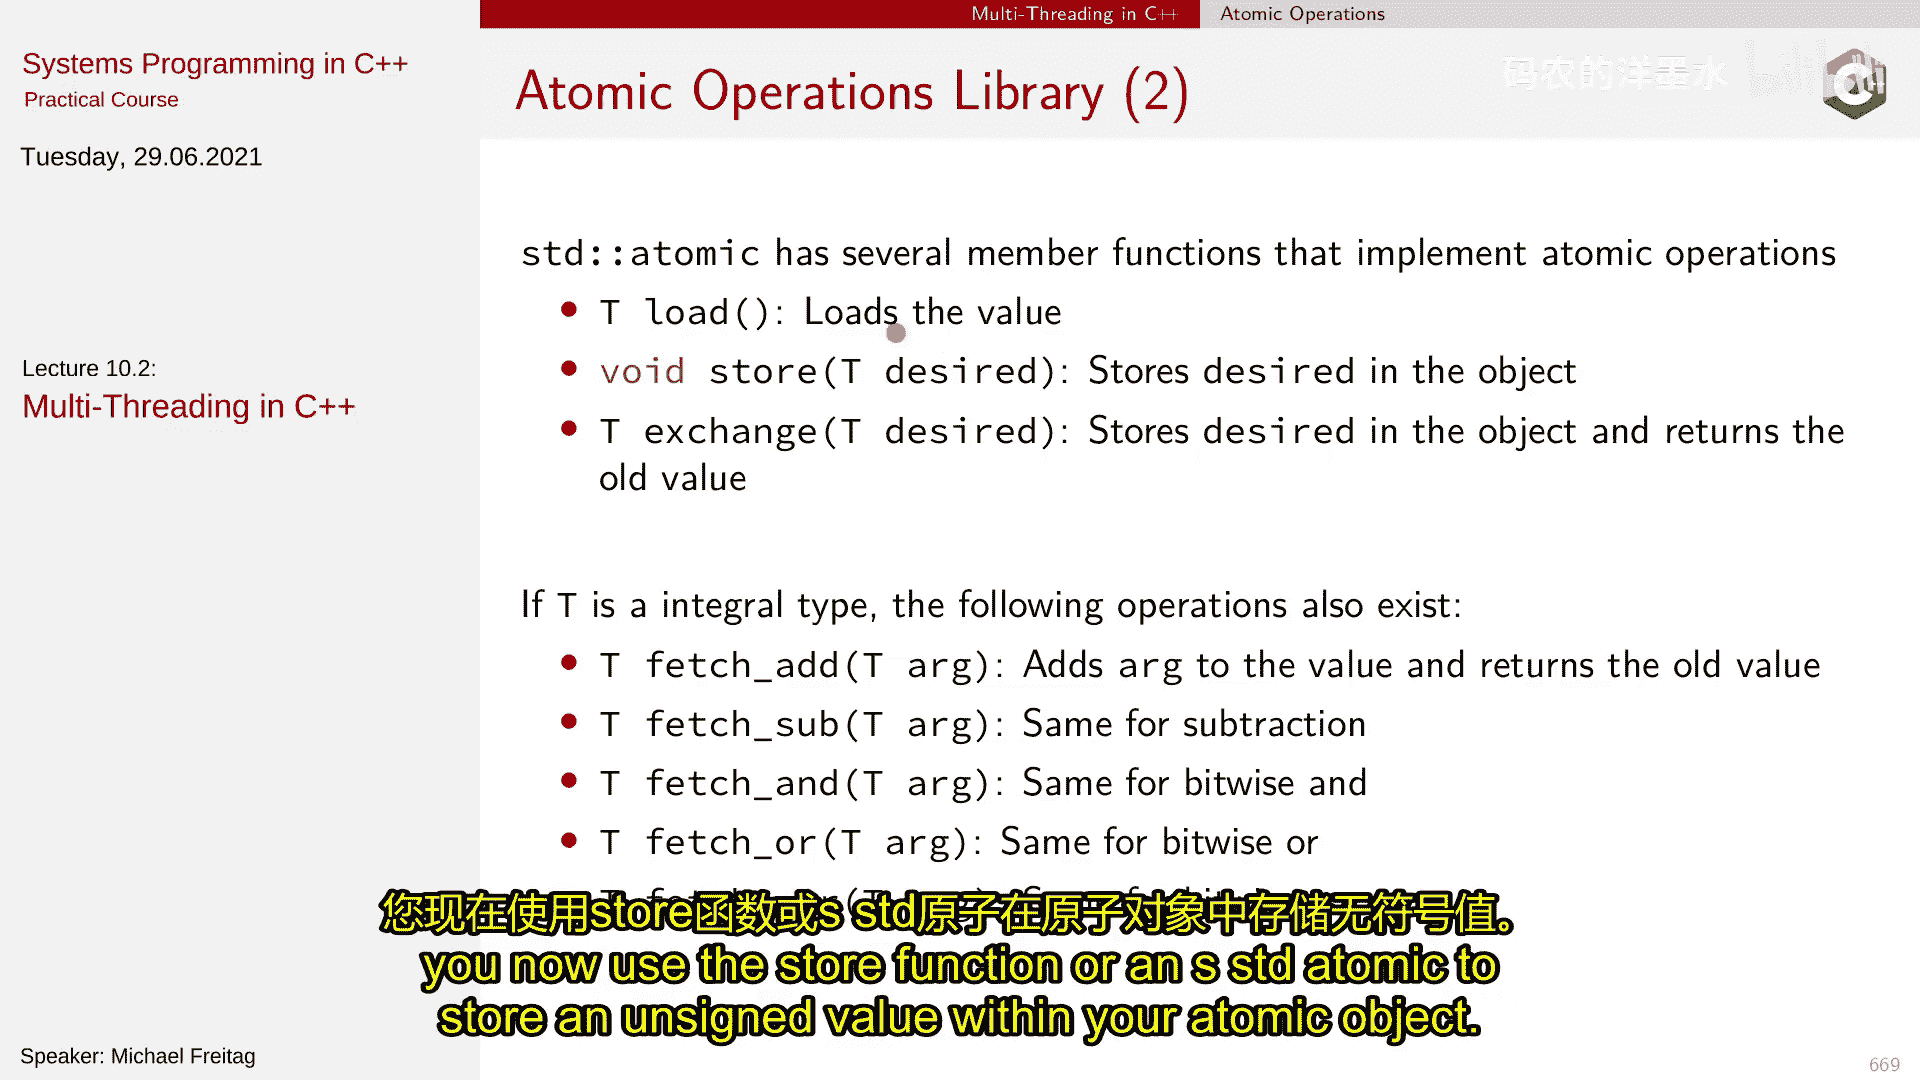 Multi-Threading in C++ Atomic Operations
Systems Programming in C++
Practical Course
Tuesday, 29.06.2021
Lecture 10.2:
Multi-Threading in C++
Speaker: Michael Freitag
Atomic Operations Library (2)
码农的洋墨水
std::atomic has several member functions that implement atomic operations
• T load(): Loads the value
• void store(T desired): Stores desired in the object
• T exchange(T desired): Stores desired in the object and returns the
old value
If T is a integral type, the following operations also exist:
• T fetch_add(T arg): Adds arg to the value and returns the old value
• T fetch_sub(T arg): Same for subtraction
• T fetch_and(T arg): Same for bitwise and
• T fetch_or(T arg): Same for bitwise or
您现在使用store函数或s std原子在原子对象中存储无符号值。
you now use the store function or an s std atomic to
store an unsigned value within your atomic object.
669